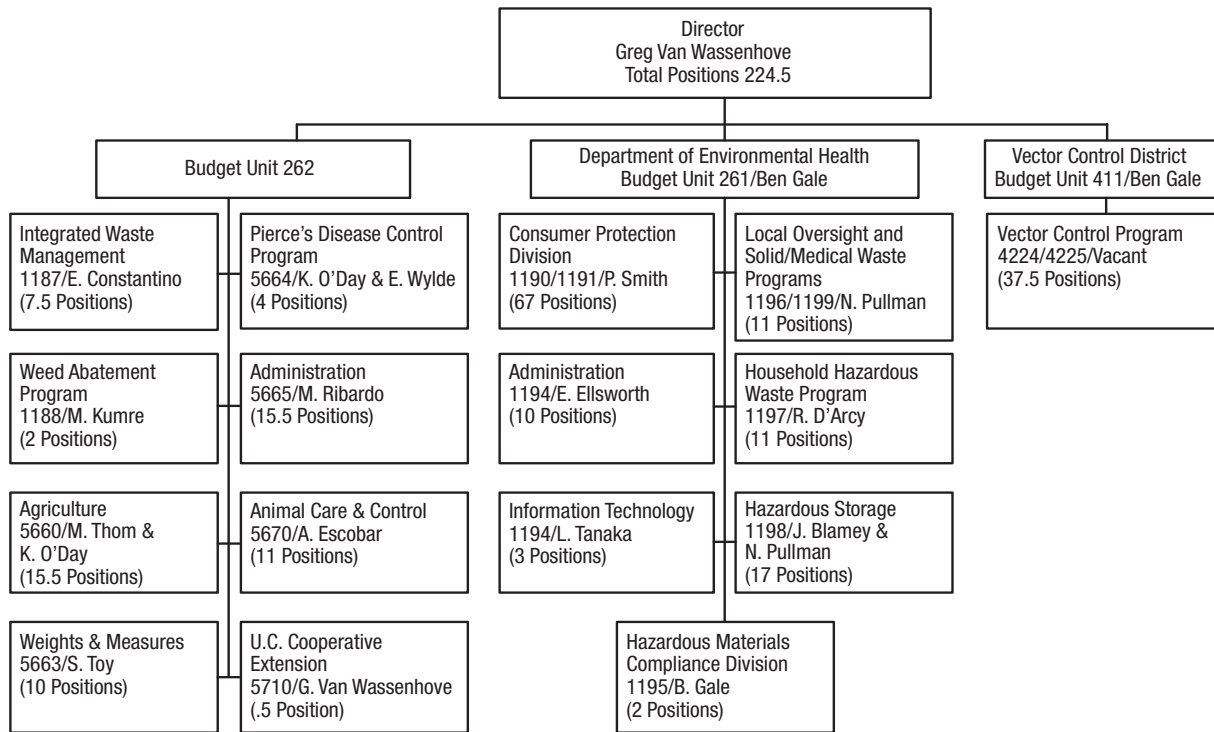 Director
Greg Van Wassenhove
Total Positions 224.5
Budget Unit 262
Department of Environmental Health
Budget Unit 261/Ben Gale
Vector Control District
Budget Unit 411/Ben Gale
Integrated Waste
Management
1187/E. Constantino
(7.5 Positions)
Pierce’s Disease Control
Program
5664/K. O’Day & E. Wylde
(4 Positions)
Consumer Protection
Division
1190/1191/P. Smith
(67 Positions)
Local Oversight and
Solid/Medical Waste
Programs
1196/1199/N. Pullman
(11 Positions)
Vector Control Program
4224/4225/Vacant
(37.5 Positions)
Weed Abatement
Program
1188/M. Kumre
(2 Positions)
Administration
5665/M. Ribardo
(15.5 Positions)
Administration
1194/E. Ellsworth
(10 Positions)
Household Hazardous
Waste Program
1197/R. D’Arcy
(11 Positions)
Agriculture
5660/M. Thom &
K. O’Day
(15.5 Positions)
Animal Care & Control
5670/A. Escobar
(11 Positions)
Information Technology
1194/L. Tanaka
(3 Positions)
Hazardous Storage
1198/J. Blamey &
N. Pullman
(17 Positions)
Weights & Measures
5663/S. Toy
(10 Positions)
U.C. Cooperative
Extension
5710/G. Van Wassenhove
(.5 Position)
Hazardous Materials
Compliance Division
1195/B. Gale
(2 Positions)